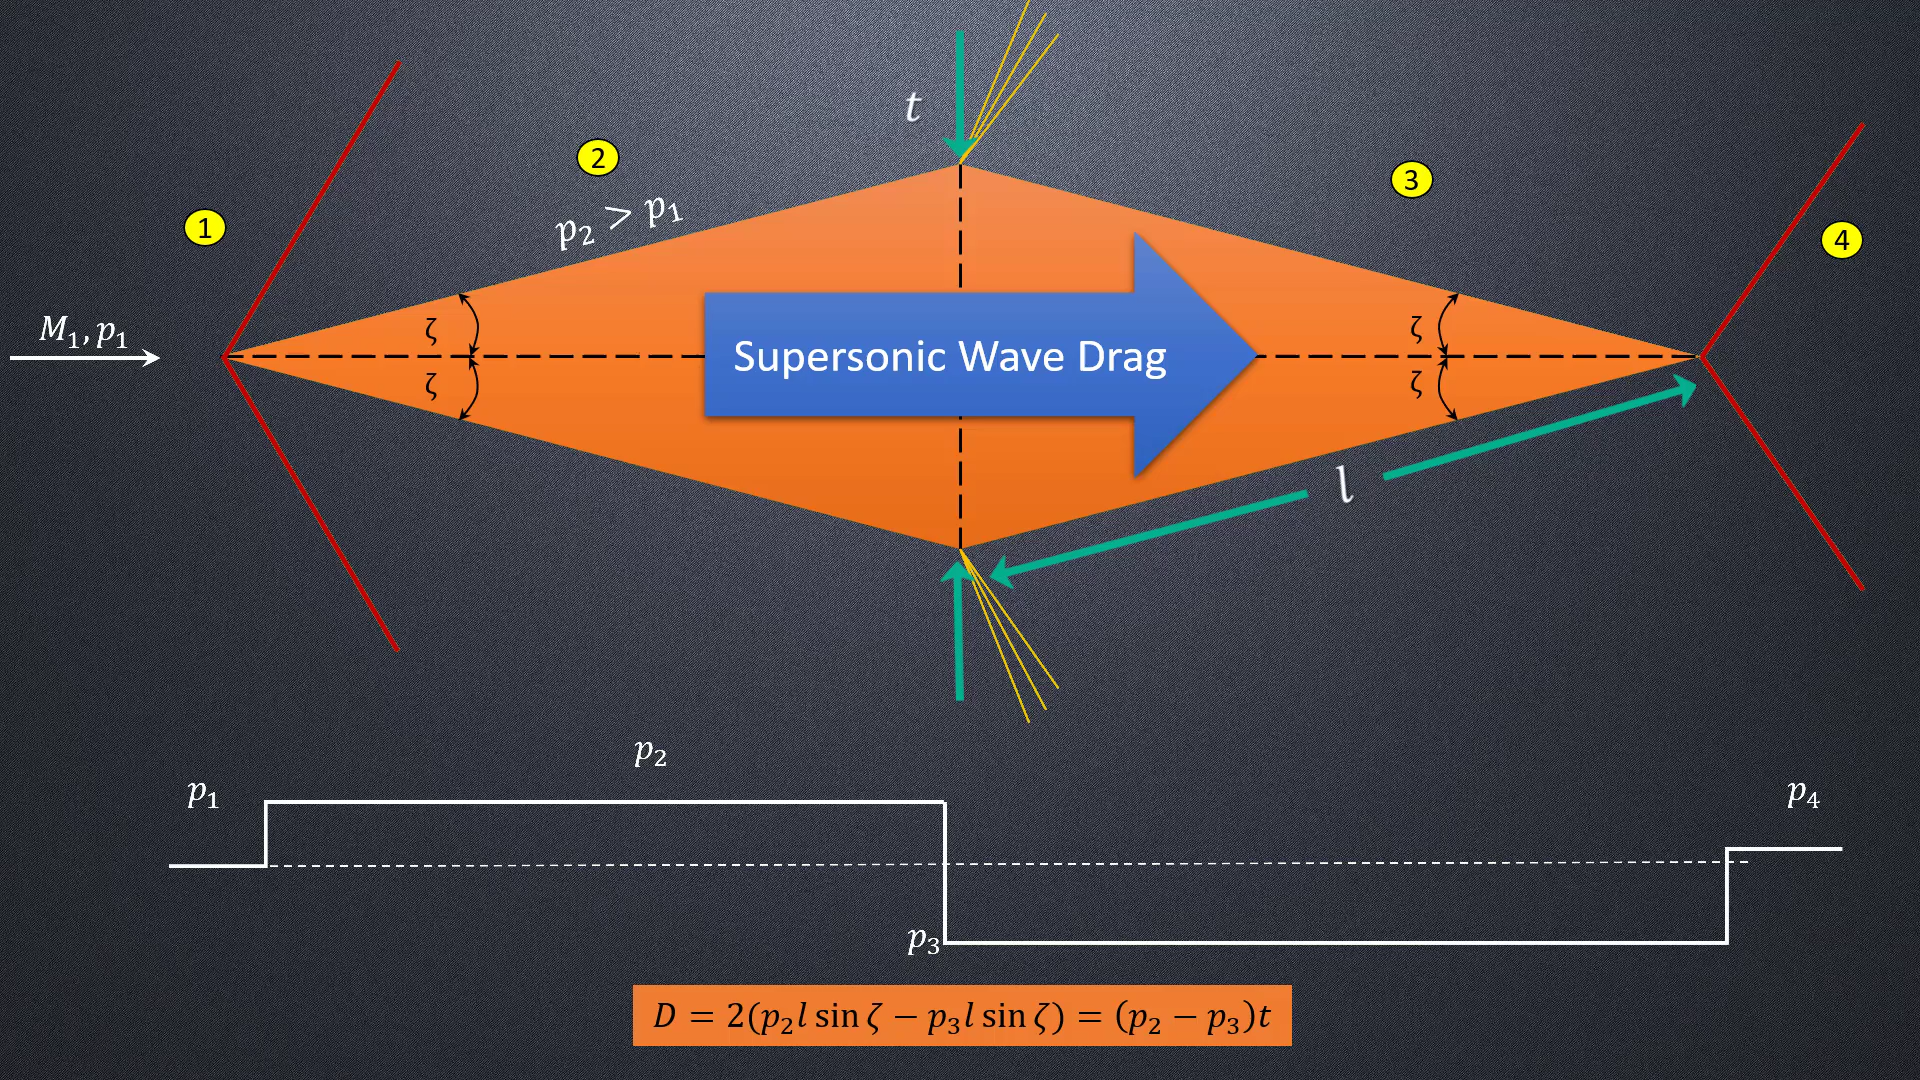 t
2
3
p₂ > p₁
1
4
M₁, p₁
ζ
ζ
ζ
ζ
Supersonic Wave Drag
l
p₂
p₁
p₄
p₃
D = 2(p₂l sin ζ − p₃l sin ζ) = (p₂ − p₃)t